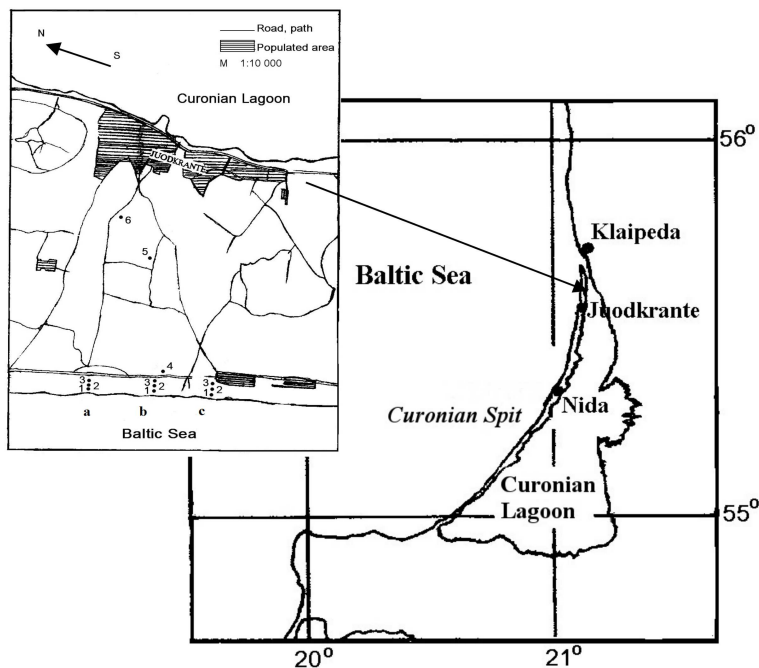 N
S
Road, path
Populated area
M 1:10 000
Curonian Lagoon
JUODKRANTE
6
5
4
3 3 3
2 2 2
1 1 1
a b c
Baltic Sea
56°
Klaipeda
Baltic Sea
Juodkrante
Nida
Curonian Spit
Curonian
Lagoon
55°
20° 21°